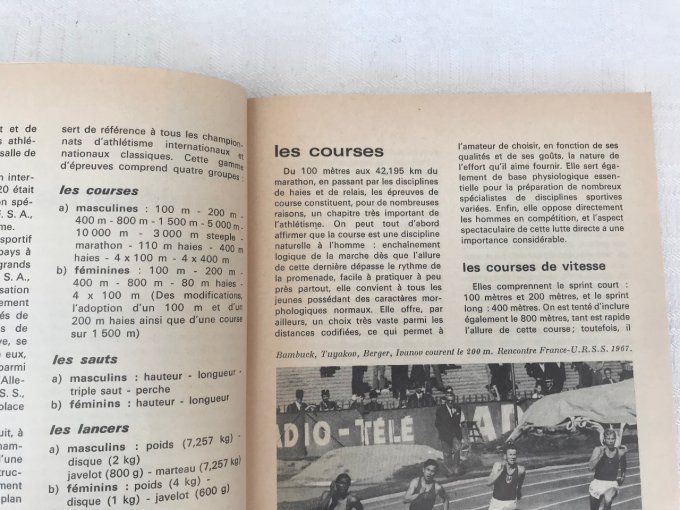 t et de
s athlé-
salle de
inter-
20 était
on spé-
F. S. A.,
me.
sportif
pays à
grands
S. A.,
sation
ement
tés de
ve, se
e eux,
parmi
(Alle-
S. S.,
place
uit, à
ham-
d'une
truc-
ement
plan
sert de référence à tous les champion-
nats d'athlétisme internationaux et
nationaux classiques. Cette gamme
d'épreuves comprend quatre groupes :
les courses
a) masculines : 100 m - 200 m -
400 m - 800 m - 1 500 m - 5 000 m -
10 000 m - 3 000 m steeple -
marathon - 110 m haies - 400 m
haies - 4 x 100 m - 4 x 400 m
b) féminines : 100 m - 200 m -
400 m - 800 m - 80 m haies -
4 x 100 m (Des modifications,
l'adoption d'un 100 m et d'un
200 m haies ainsi que d'une course
sur 1 500 m)
les sauts
a) masculins : hauteur - longueur -
triple saut - perche
b) féminins : hauteur - longueur
les lancers
a) masculins : poids (7,257 kg) -
disque (2 kg)
javelot (800 g) - marteau (7,257 kg)
b) féminins : poids (4 kg) -
disque (1 kg) - javelot (600 g)
les courses
Du 100 mètres aux 42,195 km du
marathon, en passant par les disciplines
de haies et de relais, les épreuves de
course constituent, pour de nombreuses
raisons, un chapitre très important de
l'athlétisme. On peut tout d'abord
affirmer que la course est une discipline
naturelle à l'homme : enchaînement
logique de la marche dès que l'allure
de cette dernière dépasse le rythme de
la promenade, facile à pratiquer à peu
près partout, elle convient à tous les
jeunes possédant des caractères mor-
phologiques normaux. Elle offre, par
ailleurs, un choix très vaste parmi les
distances codifiées, ce qui permet à
l'amateur de choisir, en fonction de ses
qualités et de ses goûts, la nature de
l'effort qu'il aime fournir. Elle sert éga-
lement de base physiologique essen-
tielle pour la préparation de nombreux
spécialistes de disciplines sportives
variées. Enfin, elle oppose directement
les hommes en compétition, et l'aspect
spectaculaire de cette lutte directe a une
importance considérable.
les courses de vitesse
Elles comprennent le sprint court :
100 mètres et 200 mètres, et le sprint
long : 400 mètres. On est tenté d'inclure
également le 800 mètres, tant est rapide
l'allure de cette course ; toutefois, il
Bambuck, Tugakov, Berger, Ivanov courent le 200 m. Rencontre France-U.R.S.S. 1967.
ADIO-TÉLÉ